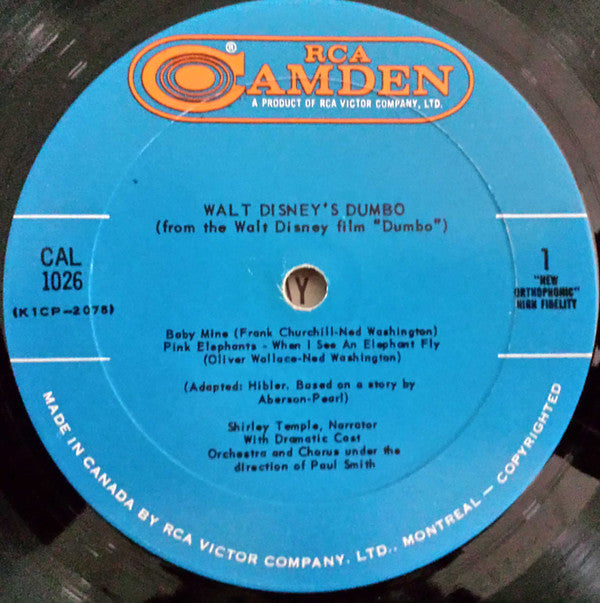 RCA
CAMDEN
®
A PRODUCT OF RCA VICTOR COMPANY, LTD.
WALT DISNEY'S DUMBO
(from the Walt Disney film "Dumbo")
CAL
1026
(K1CP-2078)
1
"NEW
ORTHOPHONIC"
HIGH FIDELITY
Y
Baby Mine (Frank Churchill-Ned Washington)
Pink Elephants - When I See An Elephant Fly
(Oliver Wallace-Ned Washington)
(Adapted: Hibler. Based on a story by
Aberson-Pearl)
Shirley Temple, Narrator
With Dramatic Cast
Orchestra and Chorus under the
direction of Paul Smith
MADE IN CANADA BY RCA VICTOR COMPANY, LTD., MONTREAL — COPYRIGHTED